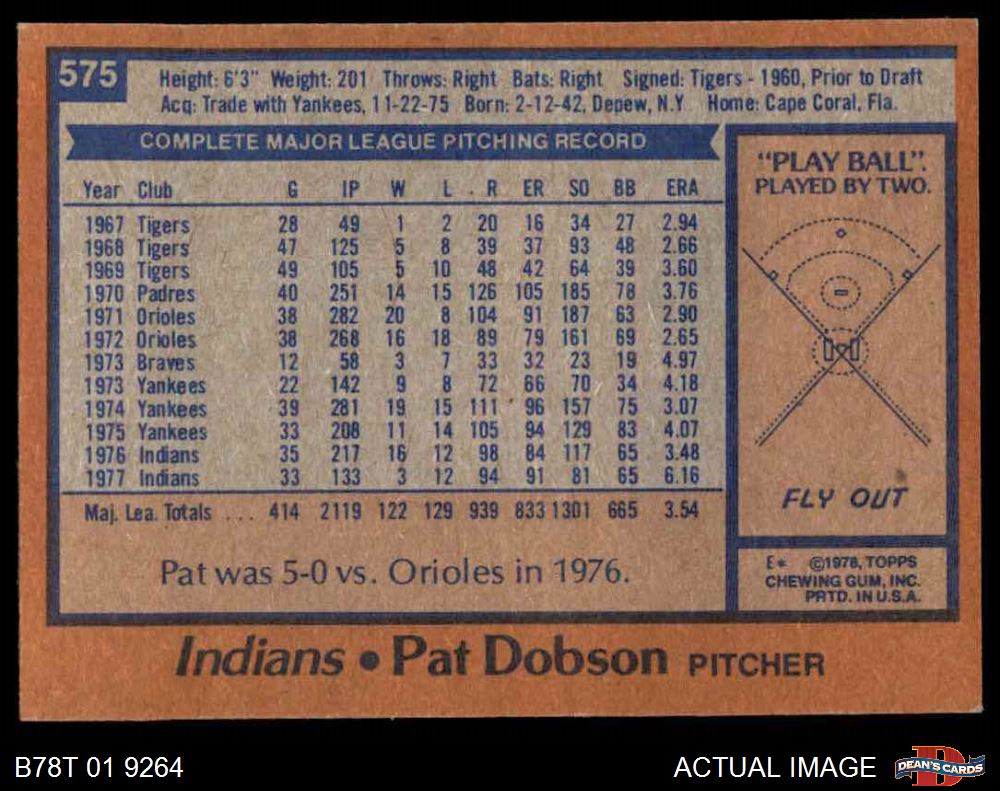 575
Height: 6'3" Weight: 201 Throws: Right Bats: Right Signed: Tigers - 1960, Prior to Draft
Acq: Trade with Yankees, 11-22-75 Born: 2-12-42, Depew, N.Y. Home: Cape Coral, Fla.
COMPLETE MAJOR LEAGUE PITCHING RECORD
Year Club G IP W L R ER SO BB ERA
1967 Tigers 28 49 1 2 20 16 34 27 2.94
1968 Tigers 47 125 5 8 39 37 93 48 2.66
1969 Tigers 49 105 5 10 48 42 64 39 3.60
1970 Padres 40 251 14 15 126 105 185 78 3.76
1971 Orioles 38 282 20 8 104 91 187 63 2.90
1972 Orioles 38 268 16 18 89 79 161 69 2.65
1973 Braves 12 58 3 7 33 32 23 19 4.97
1973 Yankees 22 142 9 8 72 66 70 34 4.18
1974 Yankees 39 281 19 15 111 96 157 75 3.07
1975 Yankees 33 208 11 14 105 94 129 83 4.07
1976 Indians 35 217 16 12 98 84 117 65 3.48
1977 Indians 33 133 3 12 94 91 81 65 6.16
Maj. Lea. Totals .... 414 2119 122 129 939 833 1301 665 3.54
Pat was 5-0 vs. Orioles in 1976.
"PLAY BALL".
PLAYED BY TWO.
FLY OUT
E* ©1978, TOPPS
CHEWING GUM, INC.
PRTD. IN U.S.A.
Indians • Pat Dobson PITCHER
B78T 01 9264
ACTUAL IMAGE
DEAN'S CARDS